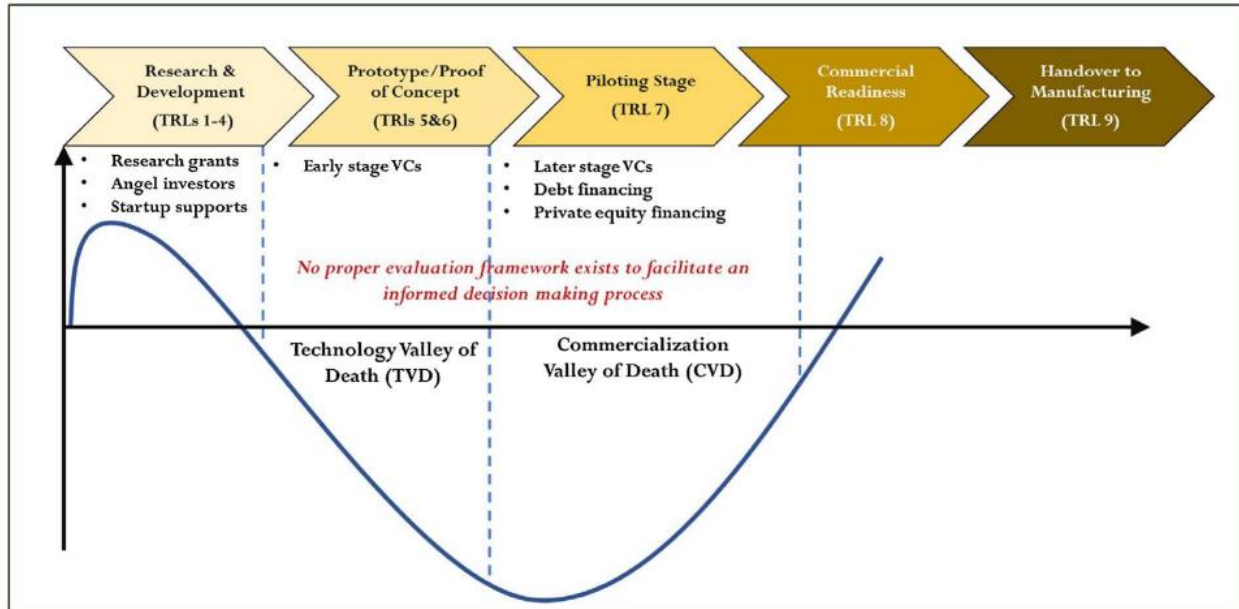 Research &
Development
(TRLs 1-4)
Prototype/Proof
of Concept
(TRls 5&6)
Piloting Stage
(TRL 7)
Commercial
Readiness
(TRL 8)
Handover to
Manufacturing
(TRL 9)
• Research grants
• Angel investors
• Startup supports
• Early stage VCs
• Later stage VCs
• Debt financing
• Private equity financing
No proper evaluation framework exists to facilitate an
informed decision making process
Technology Valley of
Death (TVD)
Commercialization
Valley of Death (CVD)